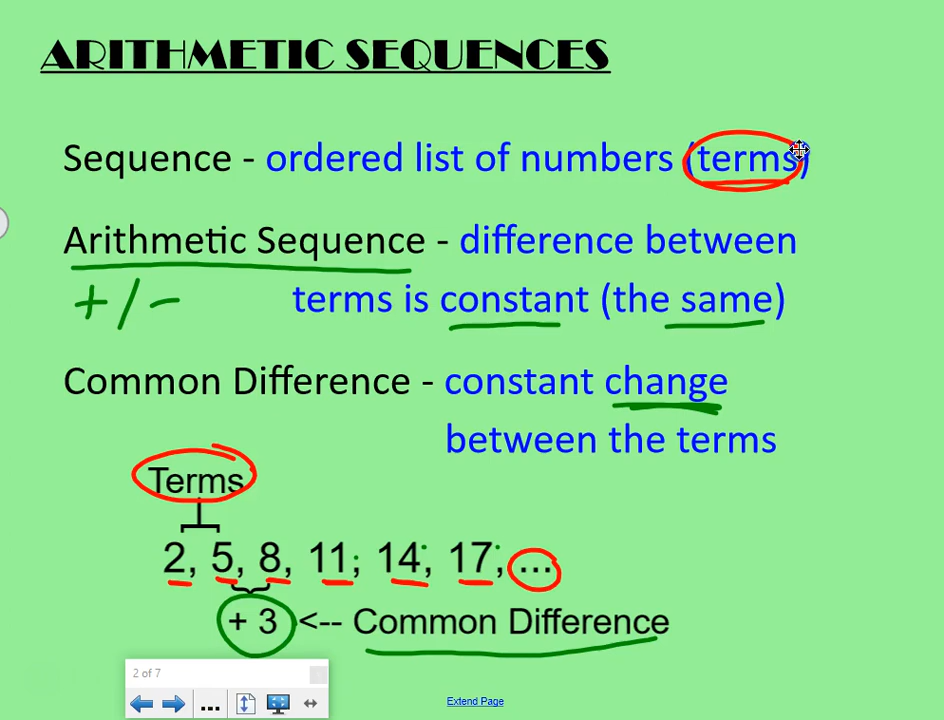 ARITHMETIC SEQUENCES
Sequence - ordered list of numbers (terms)
Arithmetic Sequence - difference between
+/- terms is constant (the same)
Common Difference - constant change
between the terms
Terms
2, 5, 8, 11, 14, 17, ...
+ 3 <-- Common Difference
2 of 7
...
Extend Page